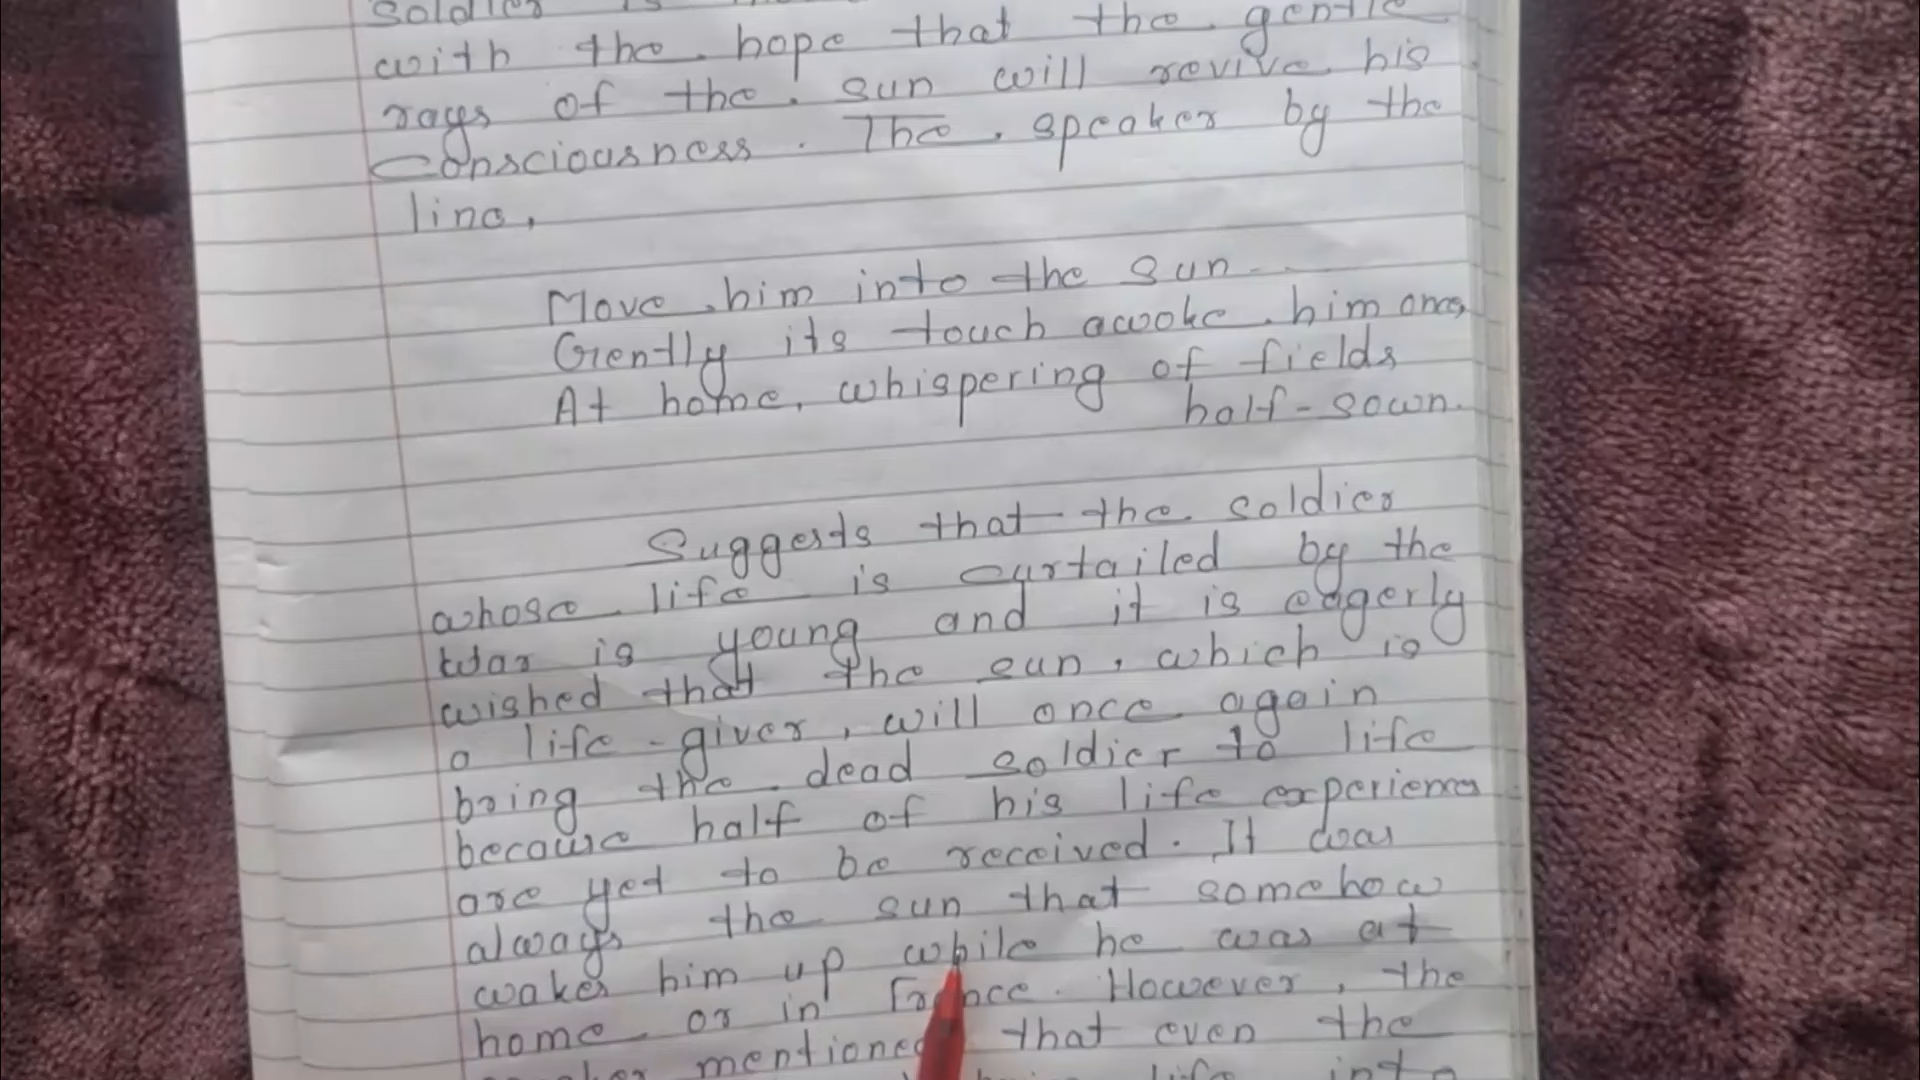 Soldier is
with the hope that the gentle
rays of the sun will revive his
consciousness. The speaker by the
line,
Move him into the sun -
Gently its touch awoke him once,
At home, whispering of fields
half-sown.
Suggests that the soldier
whose life is curtailed by the
War is young and it is eagerly
wished that the sun, which is
a life-giver, will once again
bring the dead soldier to life
because half of his life experiences
are yet to be received. It was
always the sun that somehow
wakes him up while he was at
home or in France. However, the
mentioned that even the
life into